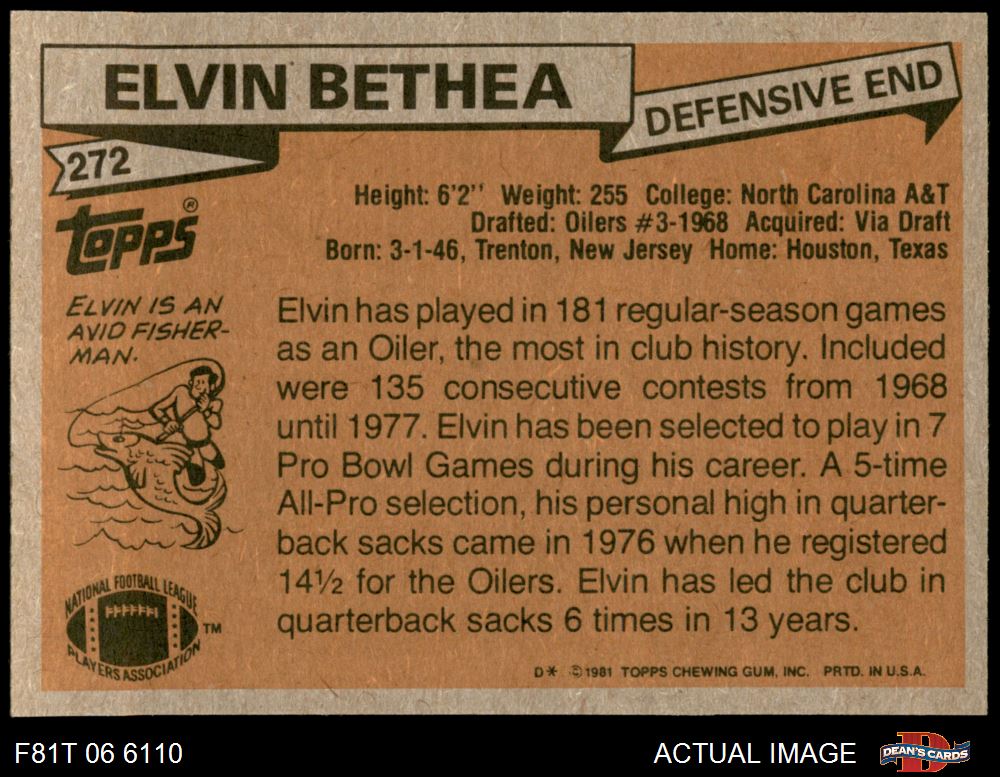 ELVIN BETHEA
DEFENSIVE END
272
Topps®
Height: 6'2'' Weight: 255 College: North Carolina A&T
Drafted: Oilers #3-1968 Acquired: Via Draft
Born: 3-1-46, Trenton, New Jersey Home: Houston, Texas
ELVIN IS AN
AVID FISHER-
MAN.
Elvin has played in 181 regular-season games
as an Oiler, the most in club history. Included
were 135 consecutive contests from 1968
until 1977. Elvin has been selected to play in 7
Pro Bowl Games during his career. A 5-time
All-Pro selection, his personal high in quarter-
back sacks came in 1976 when he registered
14½ for the Oilers. Elvin has led the club in
quarterback sacks 6 times in 13 years.
NATIONAL FOOTBALL LEAGUE
PLAYERS ASSOCIATION
TM
D* © 1981 TOPPS CHEWING GUM, INC. PRTD. IN U.S.A.
F81T 06 6110
ACTUAL IMAGE
D
DEAN'S CARDS